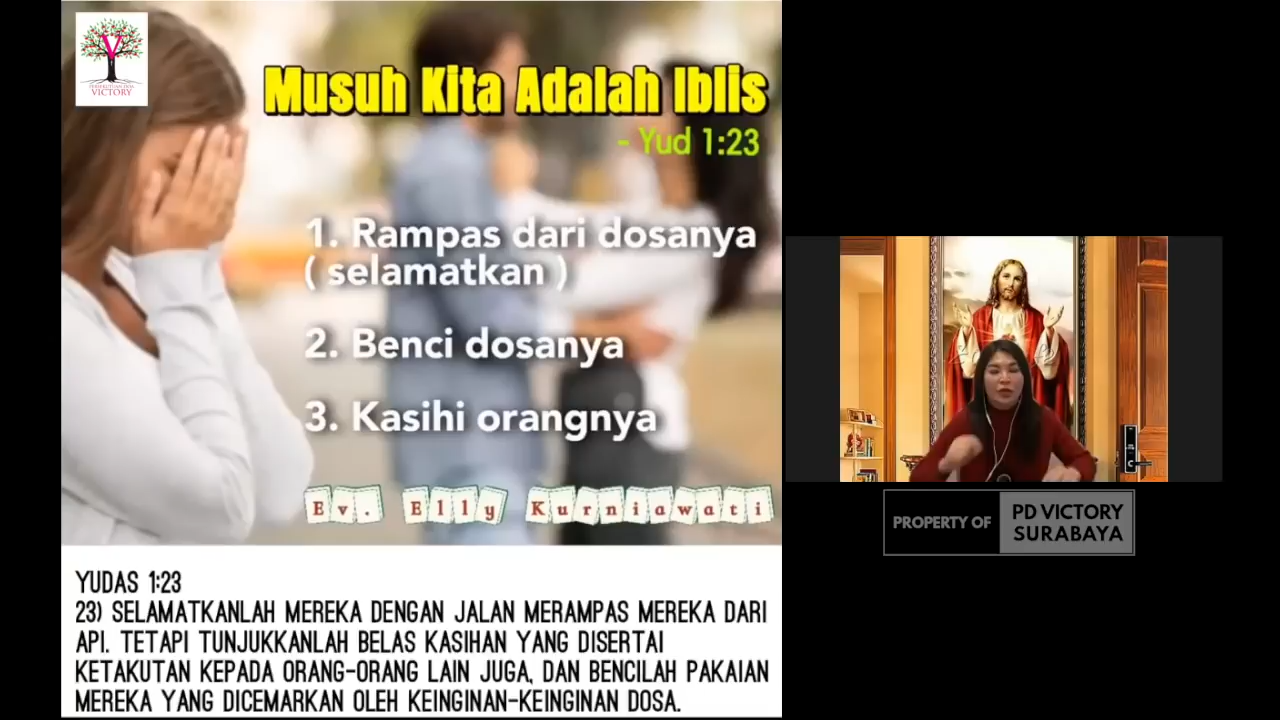 PERSEKUTUAN DOA
VICTORY
Musuh Kita Adalah Iblis
- Yud 1:23
1. Rampas dari dosanya
( selamatkan )
2. Benci dosanya
3. Kasihi orangnya
Ev. Elly Kurniawati
YUDAS 1:23
23) SELAMATKANLAH MEREKA DENGAN JALAN MERAMPAS MEREKA DARI
API. TETAPI TUNJUKKANLAH BELAS KASIHAN YANG DISERTAI
KETAKUTAN KEPADA ORANG-ORANG LAIN JUGA, DAN BENCILAH PAKAIAN
MEREKA YANG DICEMARKAN OLEH KEINGINAN-KEINGINAN DOSA.
PROPERTY OF
PD VICTORY
SURABAYA